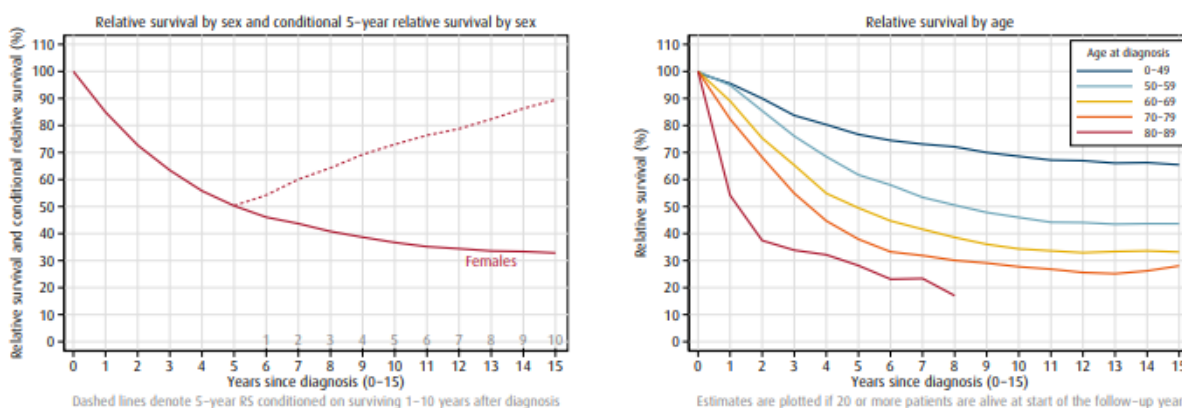 Relative survival by sex and conditional 5-year relative survival by sex
Relative survival and conditional relative survival (%)
110
100
90
80
70
60
50
40
30
20
10
0
Females
1 2 3 4 5 6 7 8 9 10
0 1 2 3 4 5 6 7 8 9 10 11 12 13 14 15
Years since diagnosis (0-15)
Dashed lines denote 5-year RS conditioned on surviving 1-10 years after diagnosis
Relative survival by age
Relative survival (%)
110
100
90
80
70
60
50
40
30
20
10
0
Age at diagnosis
0-49
50-59
60-69
70-79
80-89
0 1 2 3 4 5 6 7 8 9 10 11 12 13 14 15
Years since diagnosis (0-15)
Estimates are plotted if 20 or more patients are alive at start of the follow-up year